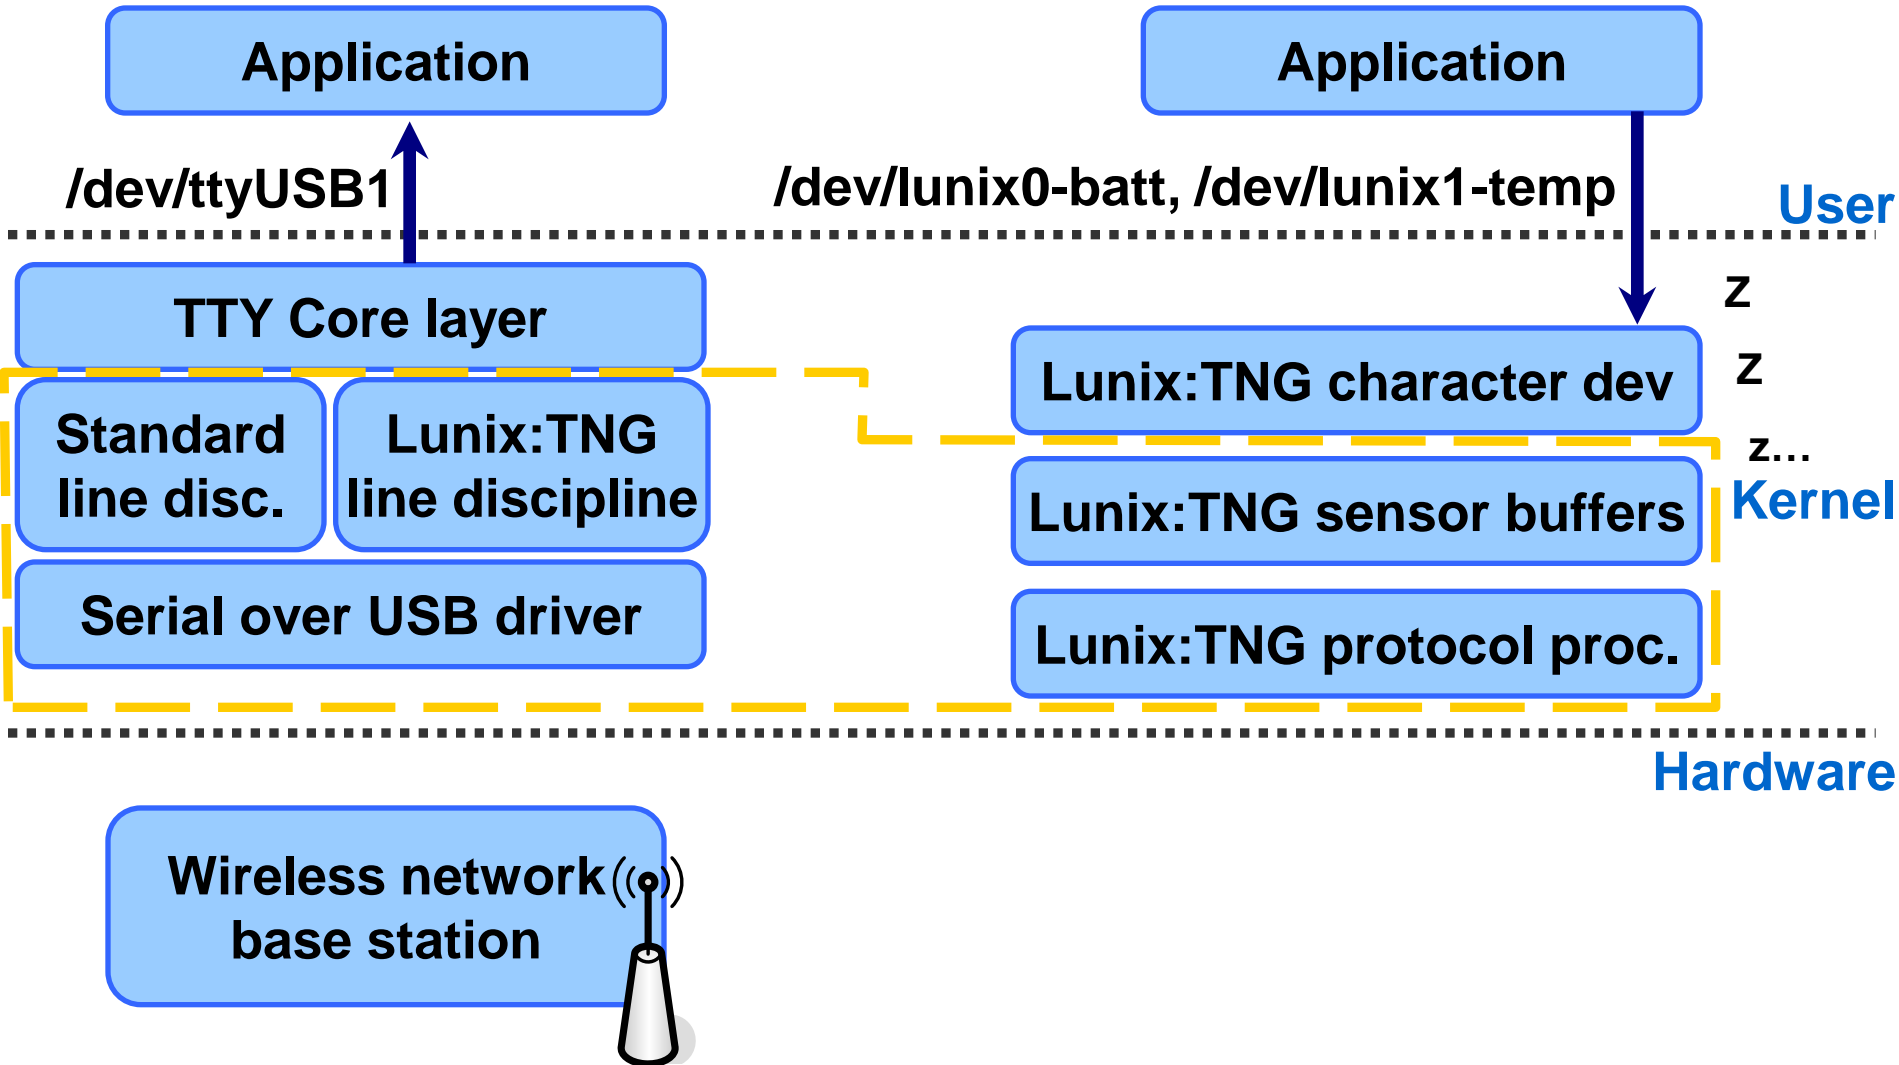 Application
Application
/dev/ttyUSB1
/dev/lunix0-batt, /dev/lunix1-temp
User
TTY Core layer
Z
Lunix:TNG character dev
Z
Standard
line disc.
Lunix:TNG
line discipline
z...
Kernel
Lunix:TNG sensor buffers
Serial over USB driver
Lunix:TNG protocol proc.
Hardware
Wireless network
base station